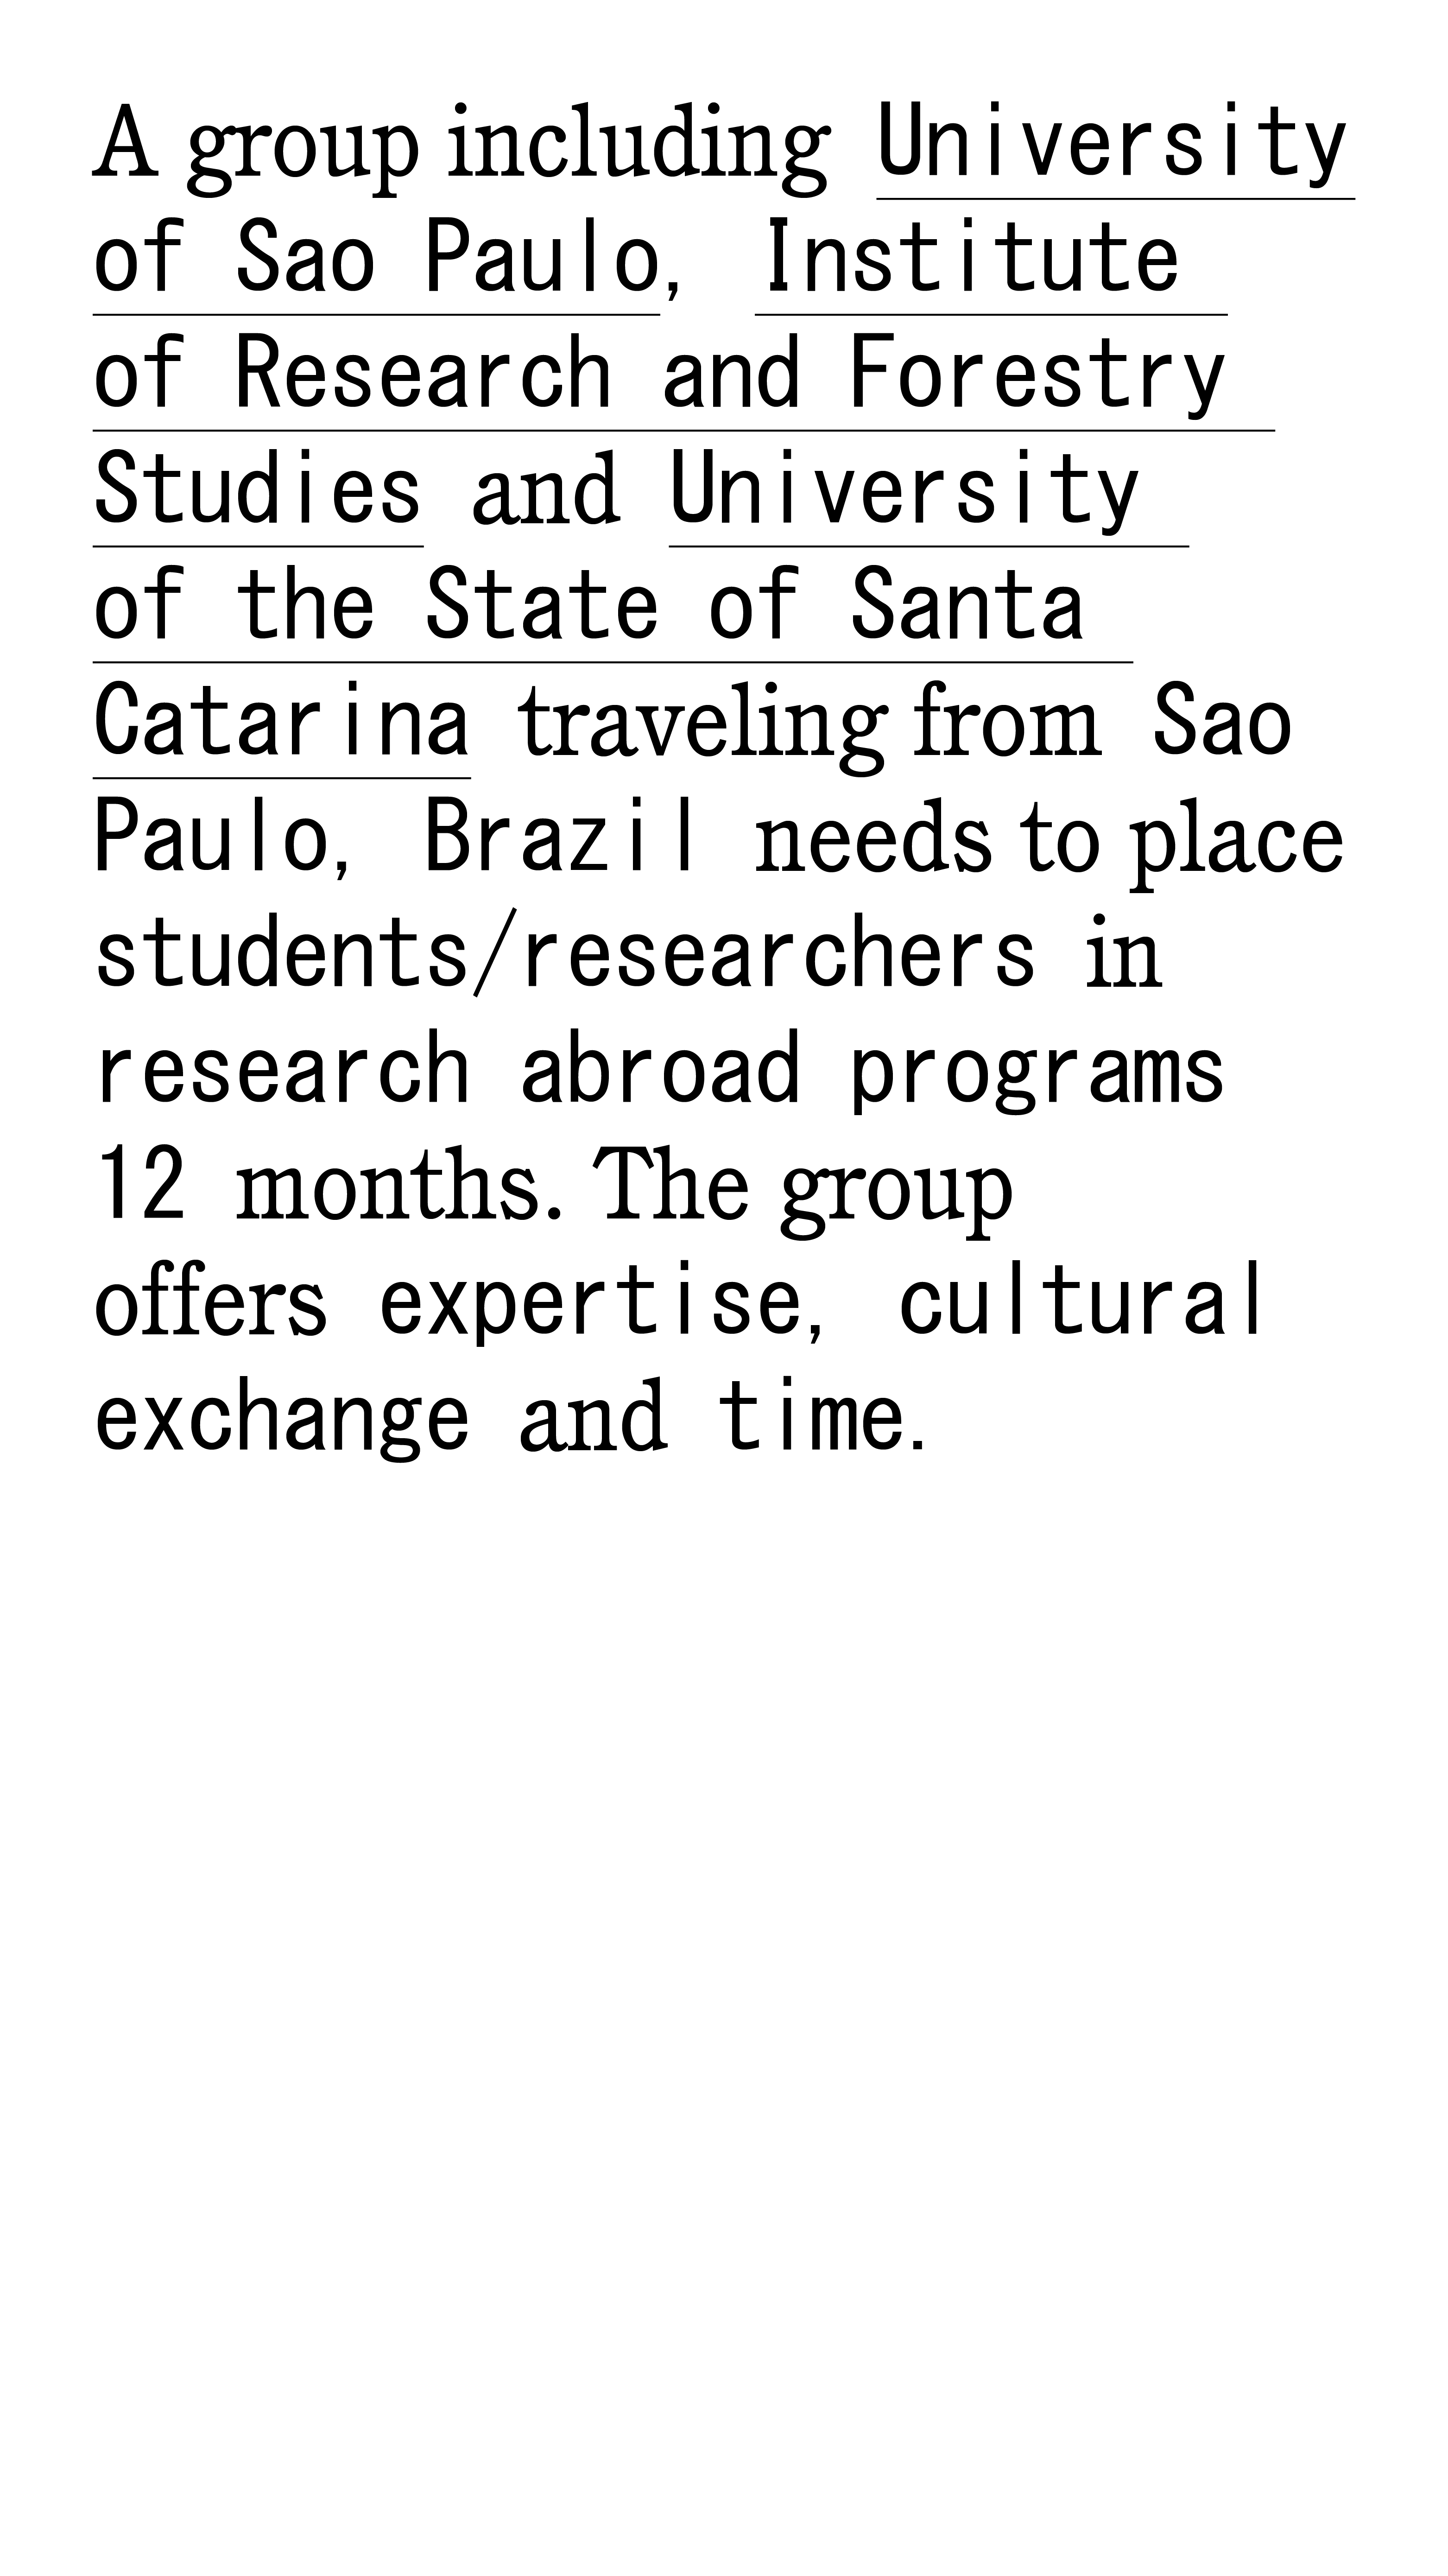 A group including University
of Sao Paulo, Institute
of Research and Forestry
Studies and University
of the State of Santa
Catarina traveling from Sao
Paulo, Brazil needs to place
students/researchers in
research abroad programs
12 months. The group
offers expertise, cultural
exchange and time.